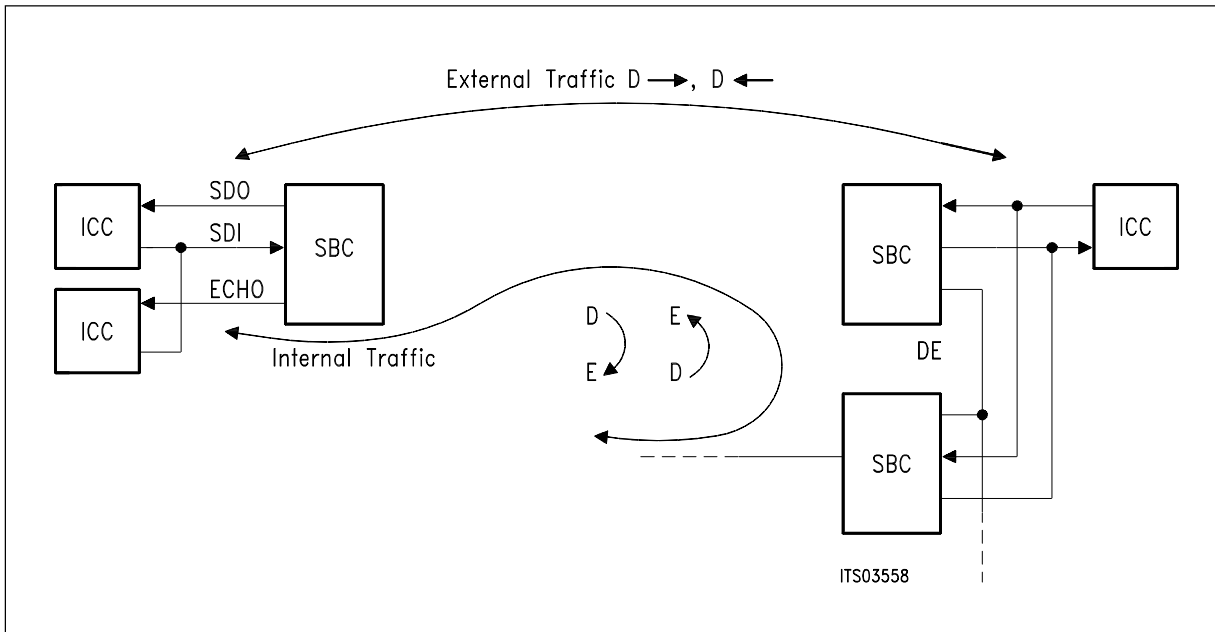 External Traffic D →, D ←
SDO
ICC
SDI
SBC
ECHO
ICC
Internal Traffic
SBC
ICC
D E
E D
DE
SBC
ITS03558